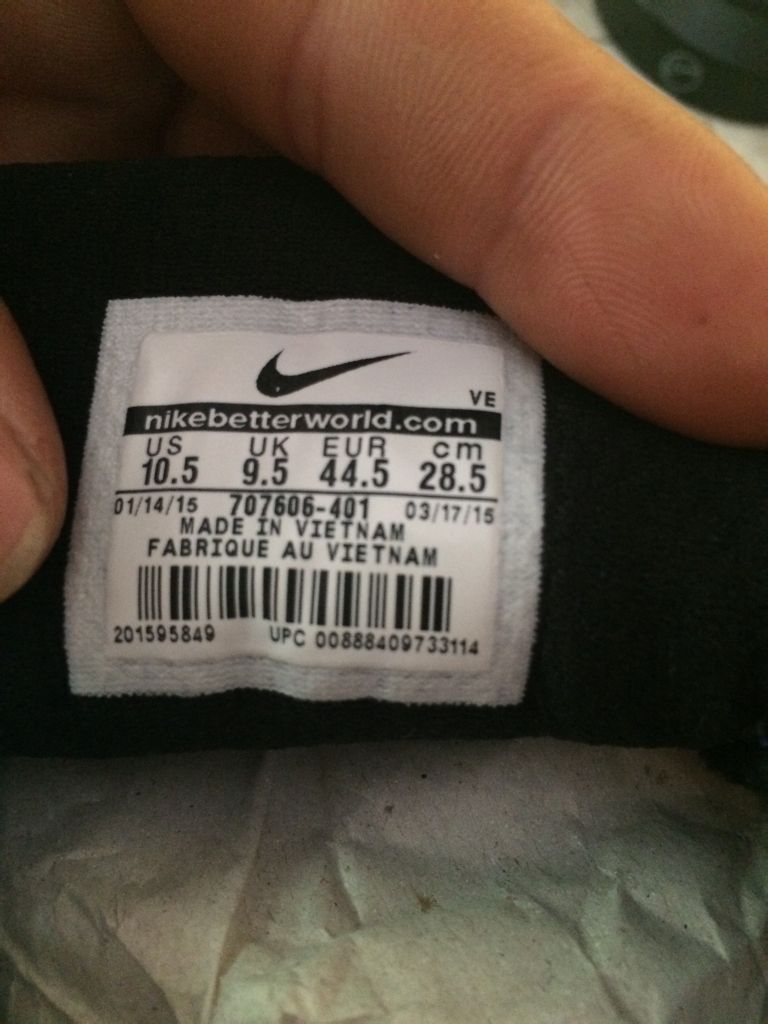 VE
nikebetterworld.com
US UK EUR cm
10.5 9.5 44.5 28.5
01/14/15 707606-401 03/17/15
MADE IN VIETNAM
FABRIQUE AU VIETNAM
201595849 UPC 00888409733114